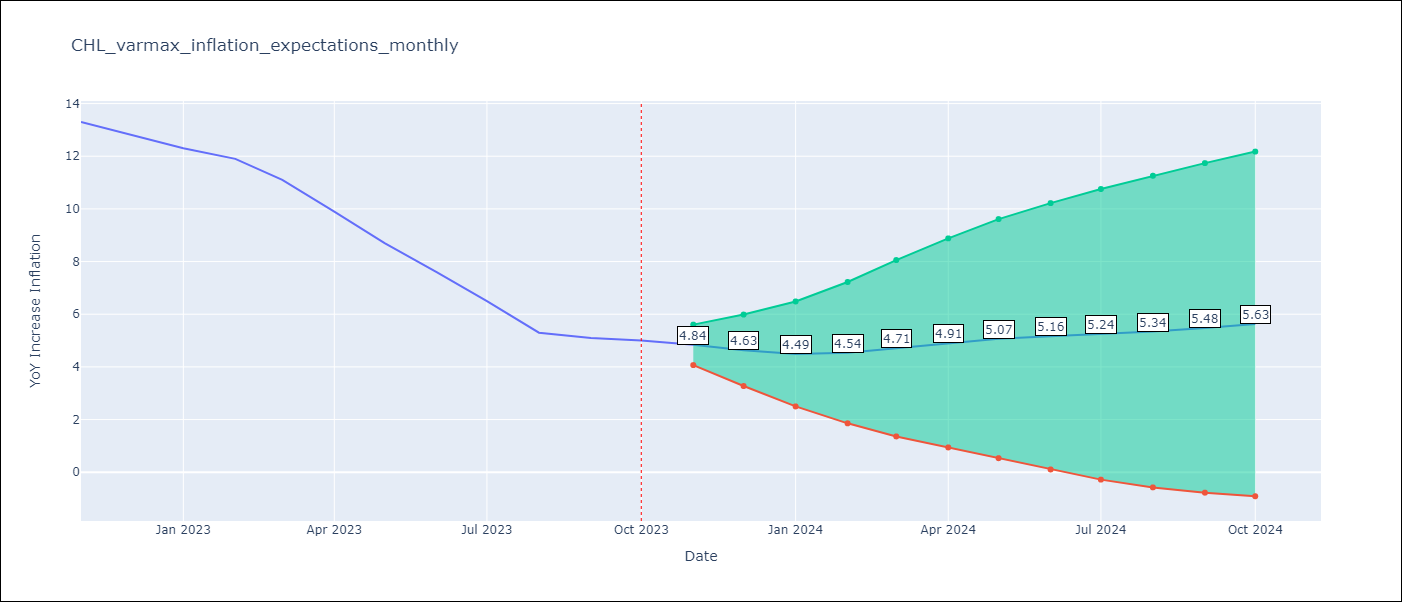 CHL_varmax_inflation_expectations_monthly
14
12
10
8
6
4
2
0
YoY Increase Inflation
4.84
4.63
4.49
4.54
4.71
4.91
5.07
5.16
5.24
5.34
5.48
5.63
Jan 2023
Apr 2023
Jul 2023
Oct 2023
Jan 2024
Apr 2024
Jul 2024
Oct 2024
Date